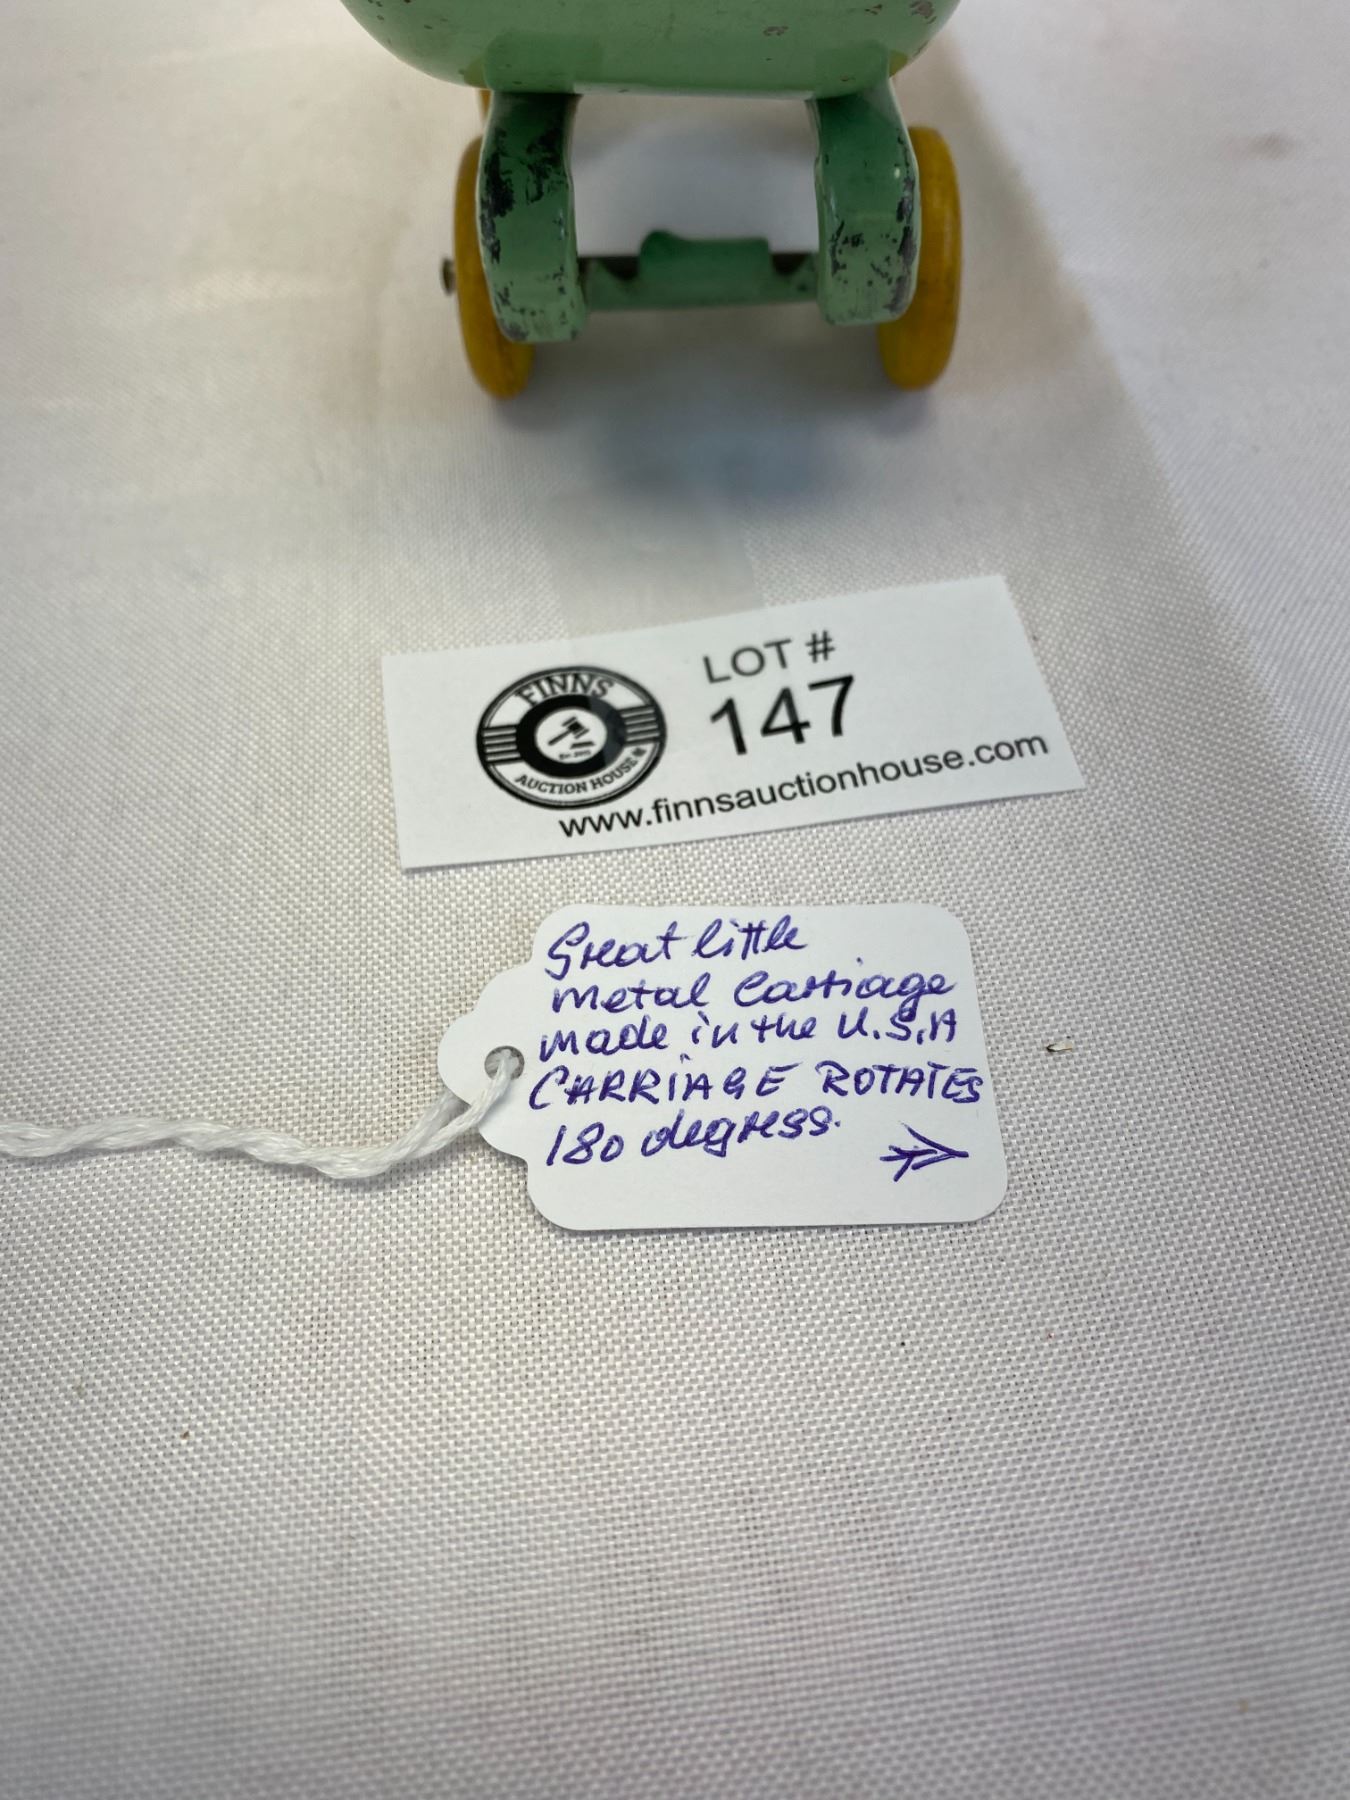 FINNS
AUCTION HOUSE
LOT #
147
www.finnsauctionhouse.com
Great little
metal Carriage
made in the U.S.A
CARRIAGE ROTATES
180 degress.